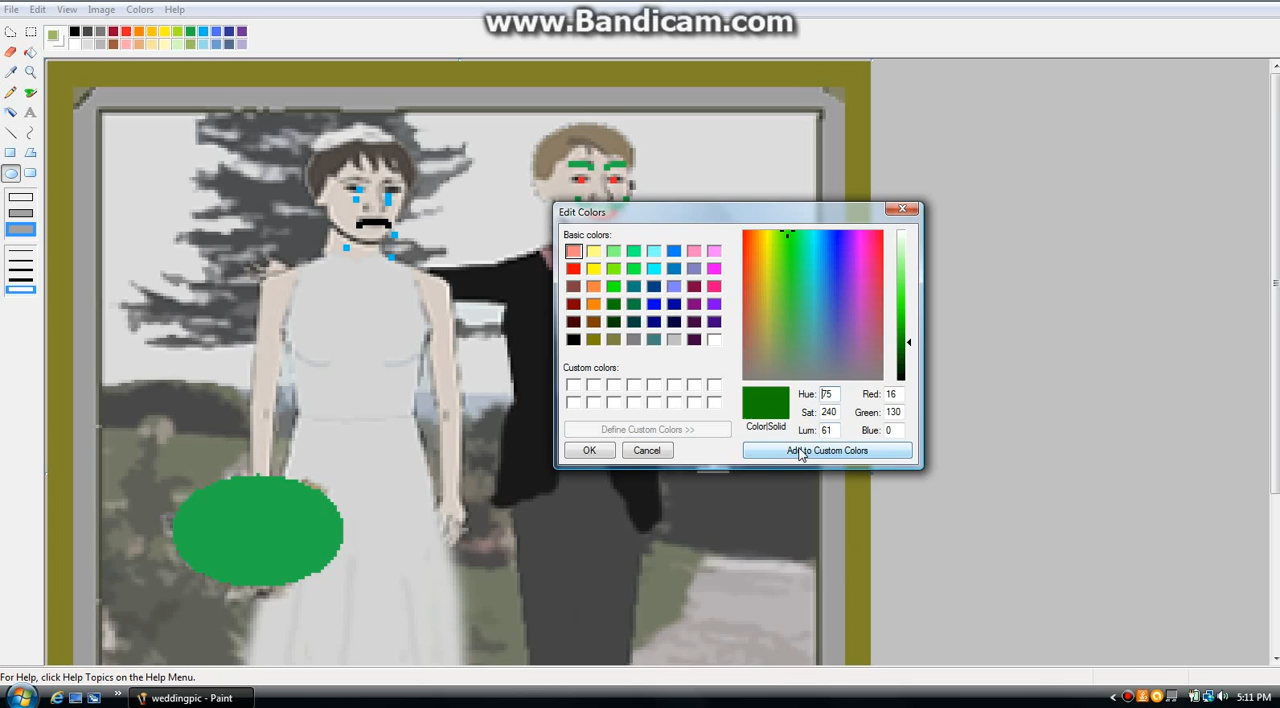 www.Bandicam.com
File Edit View Image Colors Help
Edit Colors
Basic colors:
Custom colors:
Define Custom Colors >>
OK Cancel
Hue: 75 Red: 16
Sat: 240 Green: 130
Color|Solid Lum: 61 Blue: 0
Add to Custom Colors
For Help, click Help Topics on the Help Menu.
weddingpic - Paint
5:11 PM